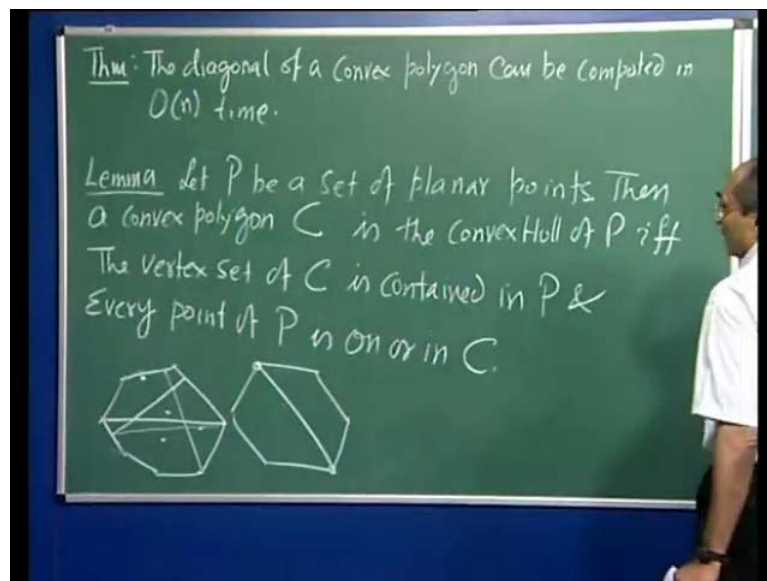 Thm: The diagonal of a convex polygon can be computed in
O(n) time.
Lemma Let P be a set of planar points Then
a convex polygon C is the convex Hull of P iff
The vertex set of C is contained in P &
Every point of P is on or in C.